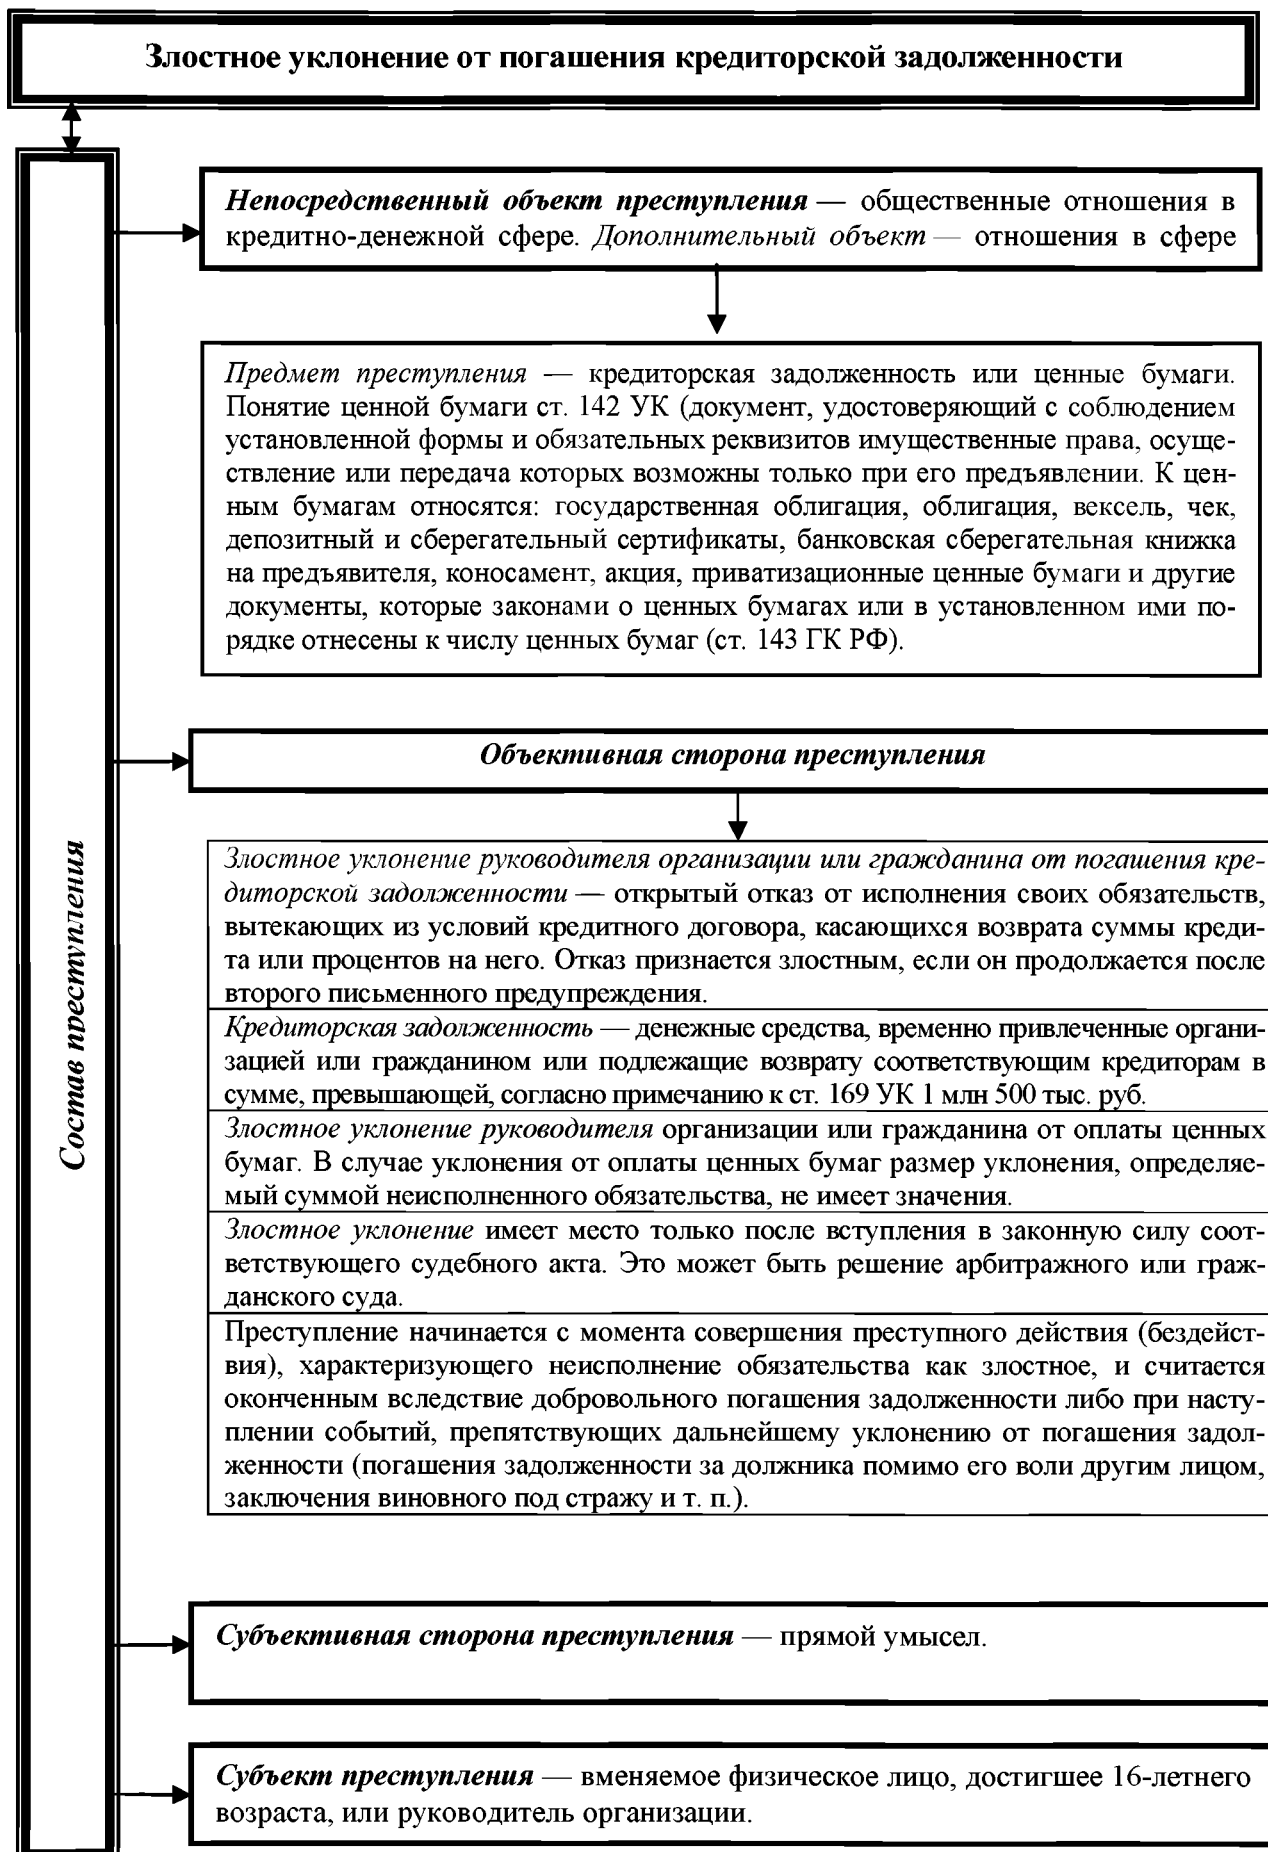 Злостное уклонение от погашения кредиторской задолженности
Состав преступления
Непосредственный объект преступления — общественные отношения в
кредитно-денежной сфере. Дополнительный объект — отношения в сфере
Предмет преступления — кредиторская задолженность или ценные бумаги.
Понятие ценной бумаги ст. 142 УК (документ, удостоверяющий с соблюдением
установленной формы и обязательных реквизитов имущественные права, осуще-
ствление или передача которых возможны только при его предъявлении. К цен-
ным бумагам относятся: государственная облигация, облигация, вексель, чек,
депозитный и сберегательный сертификаты, банковская сберегательная книжка
на предъявителя, коносамент, акция, приватизационные ценные бумаги и другие
документы, которые законами о ценных бумагах или в установленном ими по-
рядке отнесены к числу ценных бумаг (ст. 143 ГК РФ).
Объективная сторона преступления
Злостное уклонение руководителя организации или гражданина от погашения кре-
диторской задолженности — открытый отказ от исполнения своих обязательств,
вытекающих из условий кредитного договора, касающихся возврата суммы креди-
та или процентов на него. Отказ признается злостным, если он продолжается после
второго письменного предупреждения.
Кредиторская задолженность — денежные средства, временно привлеченные органи-
зацией или гражданином или подлежащие возврату соответствующим кредиторам в
сумме, превышающей, согласно примечанию к ст. 169 УК 1 млн 500 тыс. руб.
Злостное уклонение руководителя организации или гражданина от оплаты ценных
бумаг. В случае уклонения от оплаты ценных бумаг размер уклонения, определяе-
мый суммой неисполненного обязательства, не имеет значения.
Злостное уклонение имеет место только после вступления в законную силу соот-
ветствующего судебного акта. Это может быть решение арбитражного или граж-
данского суда.
Преступление начинается с момента совершения преступного действия (бездейст-
вия), характеризующего неисполнение обязательства как злостное, и считается
оконченным вследствие добровольного погашения задолженности либо при насту-
плении событий, препятствующих дальнейшему уклонению от погашения задол-
женности (погашения задолженности за должника помимо его воли другим лицом,
заключения виновного под стражу и т. п.).
Субъективная сторона преступления — прямой умысел.
Субъект преступления — вменяемое физическое лицо, достигшее 16-летнего
возраста, или руководитель организации.